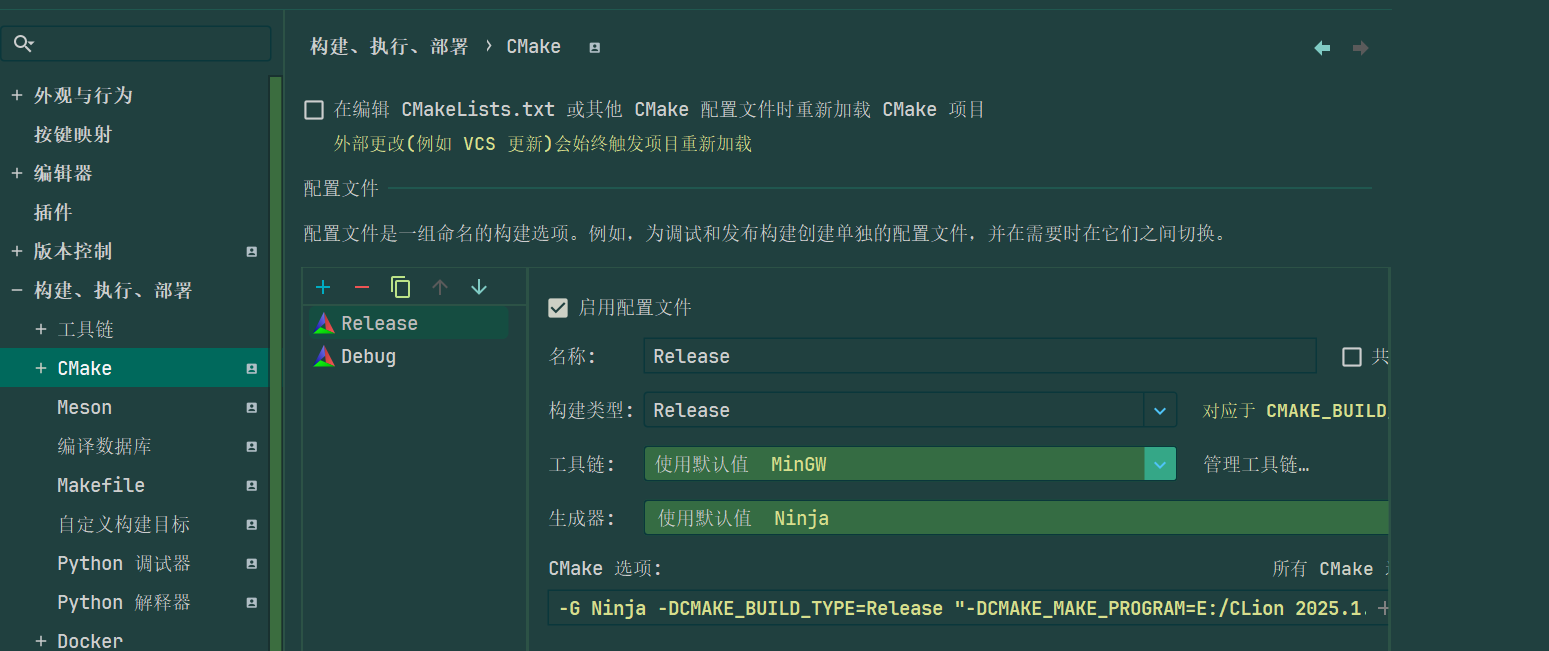 构建、执行、部署 › CMake
外观与行为
按键映射
编辑器
插件
版本控制
构建、执行、部署
工具链
CMake
Meson
编译数据库
Makefile
自定义构建目标
Python 调试器
Python 解释器
Docker
在编辑 CMakeLists.txt 或其他 CMake 配置文件时重新加载 CMake 项目
外部更改(例如 VCS 更新)会始终触发项目重新加载
配置文件
配置文件是一组命名的构建选项。例如，为调试和发布构建创建单独的配置文件，并在需要时在它们之间切换。
Release
Debug
启用配置文件
名称: Release 共
构建类型: Release 对应于 CMAKE_BUILD
工具链: 使用默认值 MinGW 管理工具链…
生成器: 使用默认值 Ninja
CMake 选项: 所有 CMake
-G Ninja -DCMAKE_BUILD_TYPE=Release "-DCMAKE_MAKE_PROGRAM=E:/CLion 2025.1.